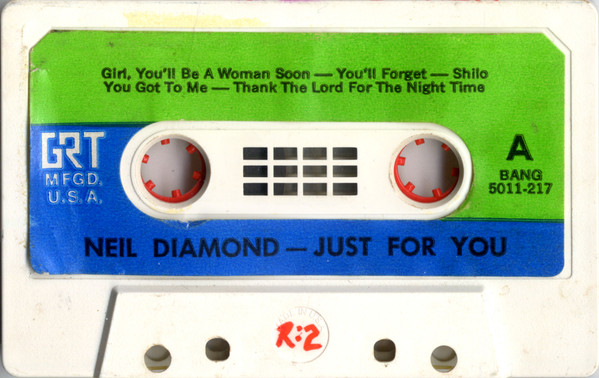 Girl, You'll Be A Woman Soon — You'll Forget — Shilo
You Got To Me — Thank The Lord For The Night Time
GRT
MFGD.
U.S.A.
A
BANG
5011-217
NEIL DIAMOND — JUST FOR YOU
R:2